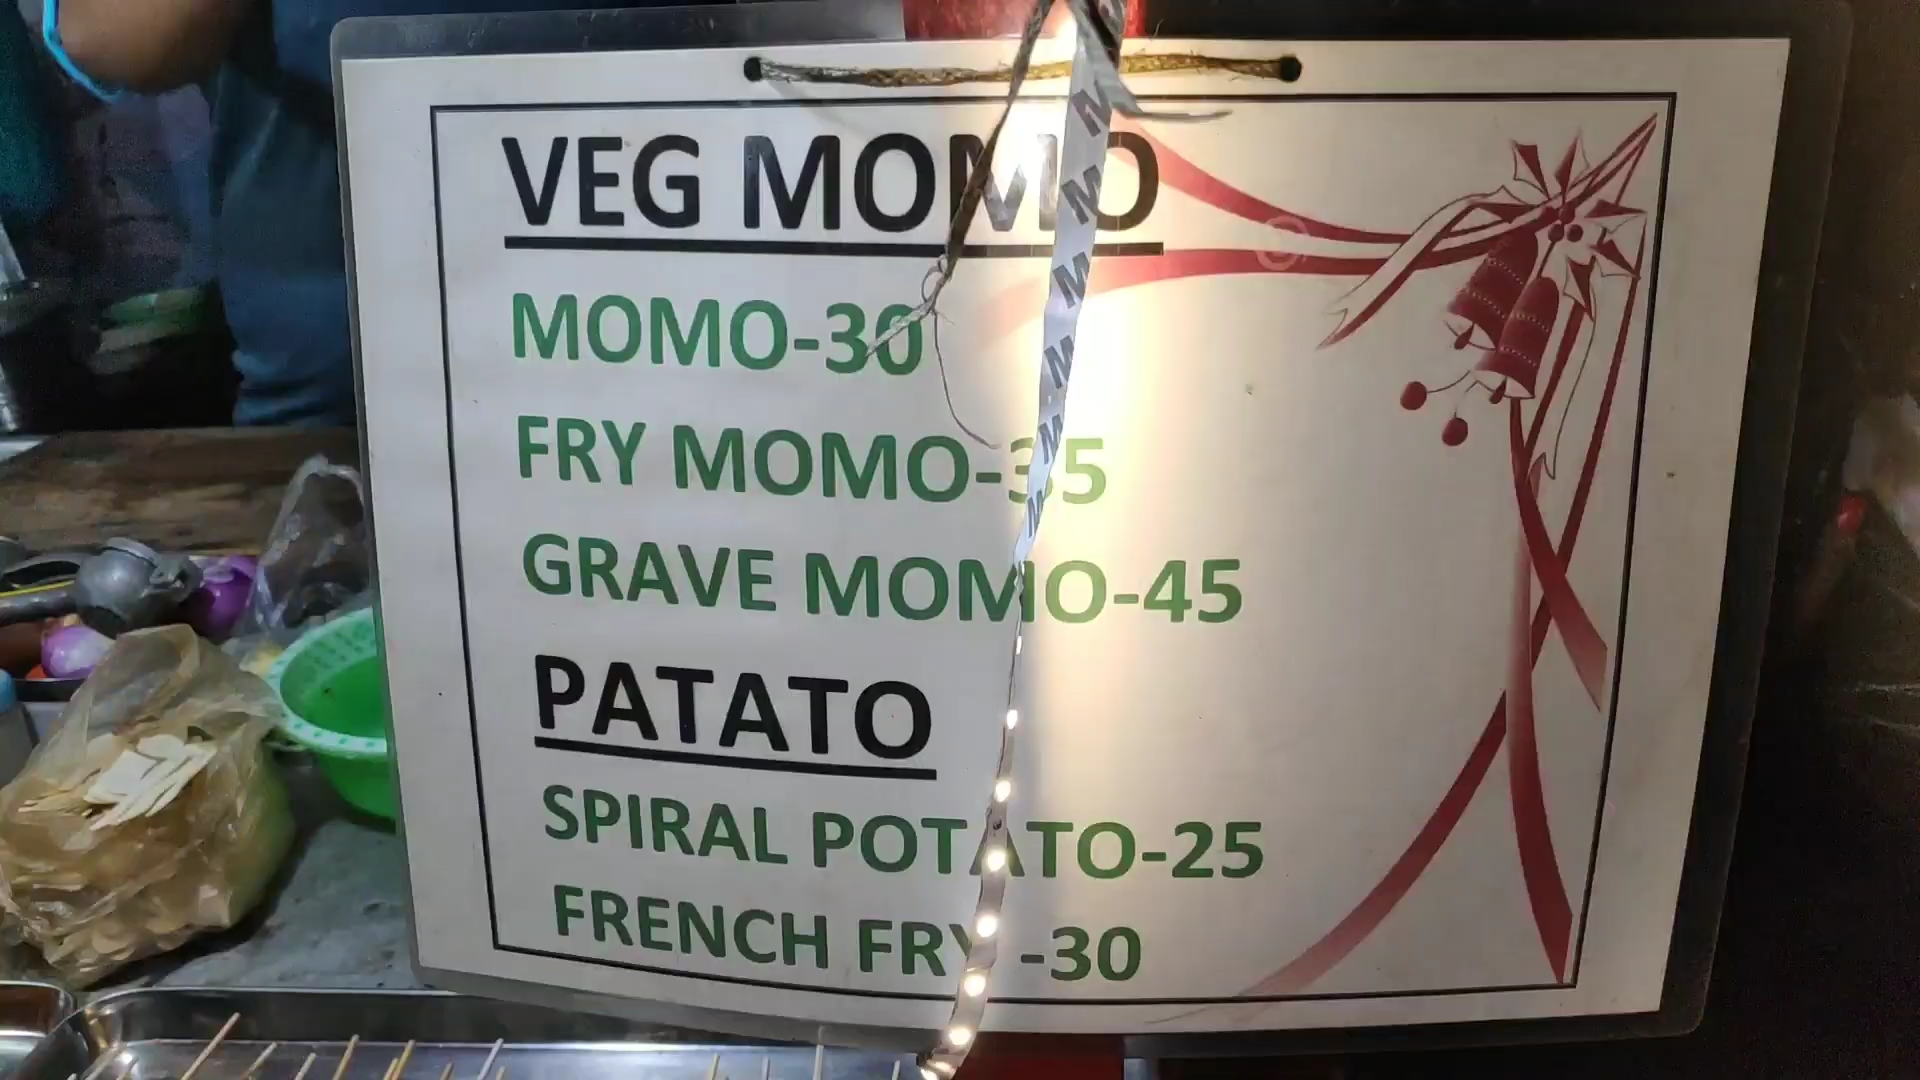 VEG MOMO
MOMO-30
FRY MOMO-35
GRAVE MOMO-45
PATATO
SPIRAL POTATO-25
FRENCH FRY -30